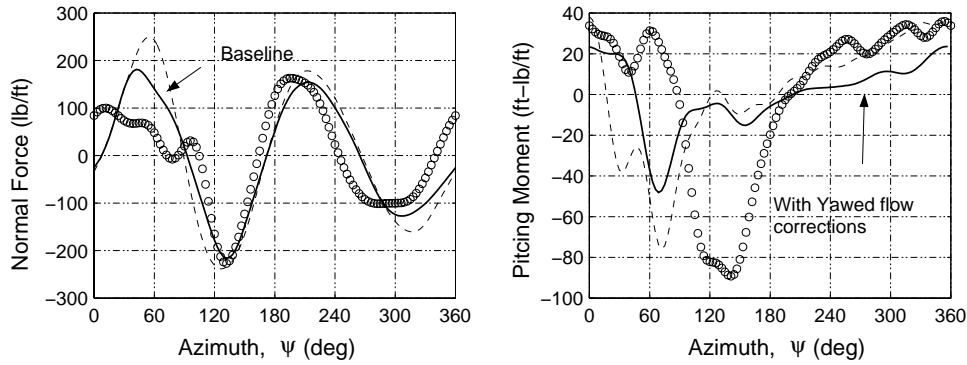 300
200
100
0
−100
−200
−300
0 60 120 180 240 300 360
Normal Force (lb/ft)
Azimuth, ψ (deg)
Baseline
40
20
0
−20
−40
−60
−80
−100
0 60 120 180 240 300 360
Pitcing Moment (ft−lb/ft)
Azimuth, ψ (deg)
With Yawed flow
corrections